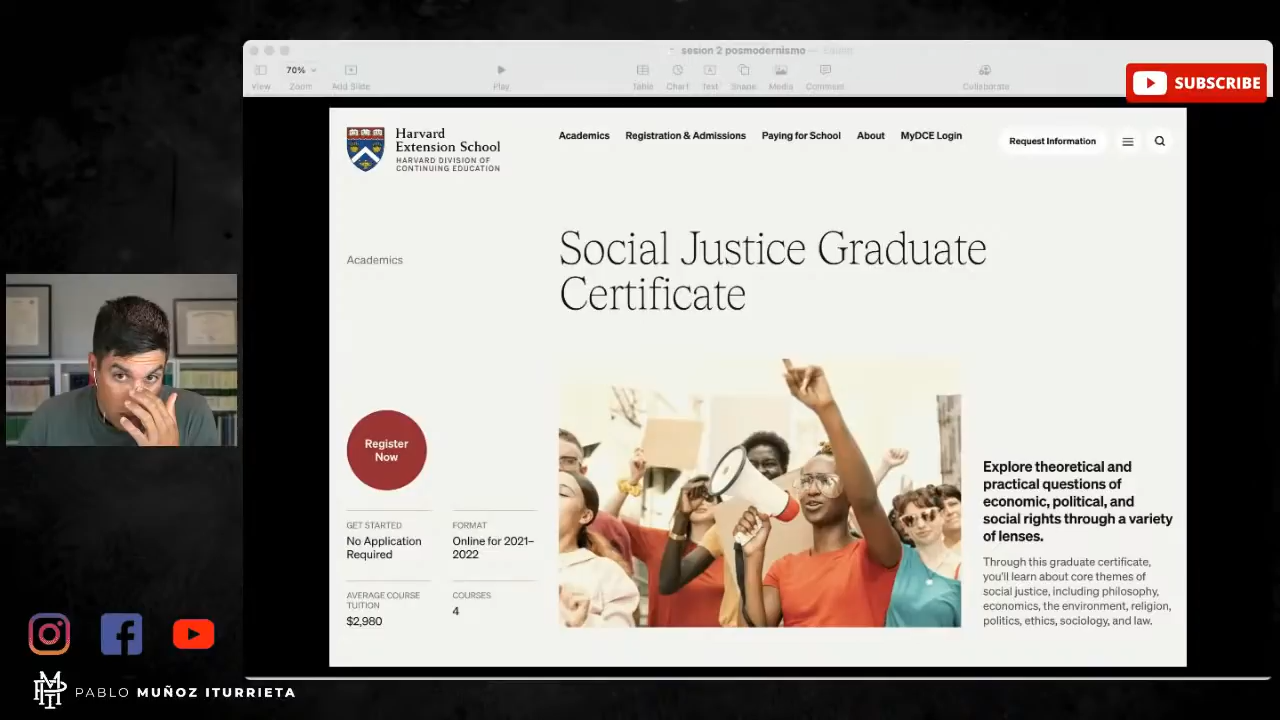 sesion 2 posmodernismo — Edited
70%
View
Zoom
Add Slide
Play
Table
Chart
Text
Shape
Media
Comment
Collaborate
SUBSCRIBE
Harvard
Extension School
HARVARD DIVISION OF
CONTINUING EDUCATION
Academics
Registration & Admissions
Paying for School
About
MyDCE Login
Request Information
Academics
Social Justice Graduate
Certificate
Register
Now
GET STARTED
No Application
Required
FORMAT
Online for 2021–
2022
AVERAGE COURSE
TUITION
$2,980
COURSES
4
Explore theoretical and
practical questions of
economic, political, and
social rights through a variety
of lenses.
Through this graduate certificate,
you'll learn about core themes of
social justice, including philosophy,
economics, the environment, religion,
politics, ethics, sociology, and law.
PABLO MUÑOZ ITURRIETA